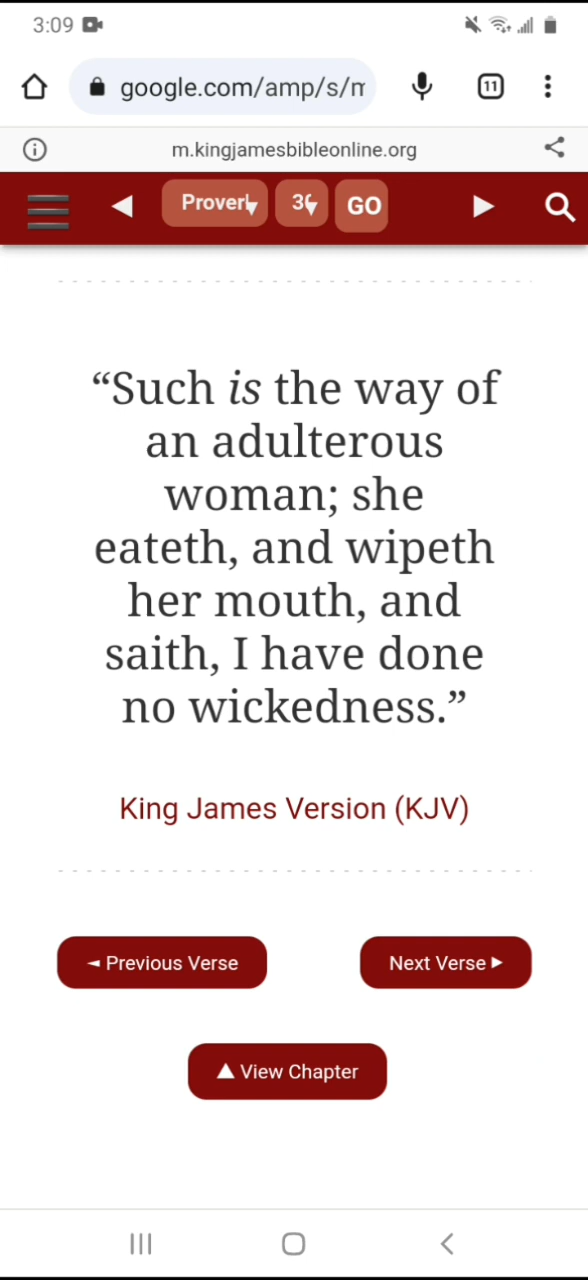 3:09
google.com/amp/s/m
11
m.kingjamesbibleonline.org
GO
“Such is the way of
an adulterous
woman; she
eateth, and wipeth
her mouth, and
saith, I have done
no wickedness.”
King James Version (KJV)
◄ Previous Verse
Next Verse ►
▲ View Chapter